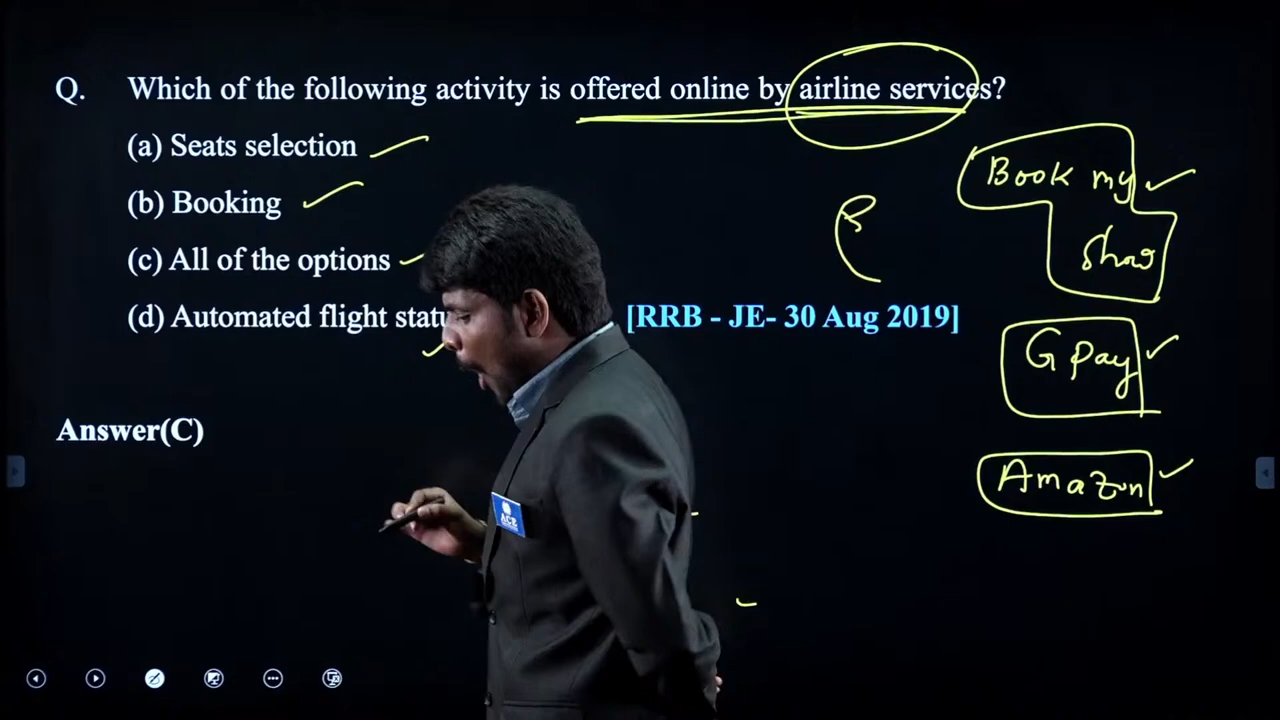 Q. Which of the following activity is offered online by airline services?
(a) Seats selection
(b) Booking
(c) All of the options
(d) Automated flight
[RRB - JE- 30 Aug 2019]
Answer(C)
Book my
Show
G pay
Amazon
ACE